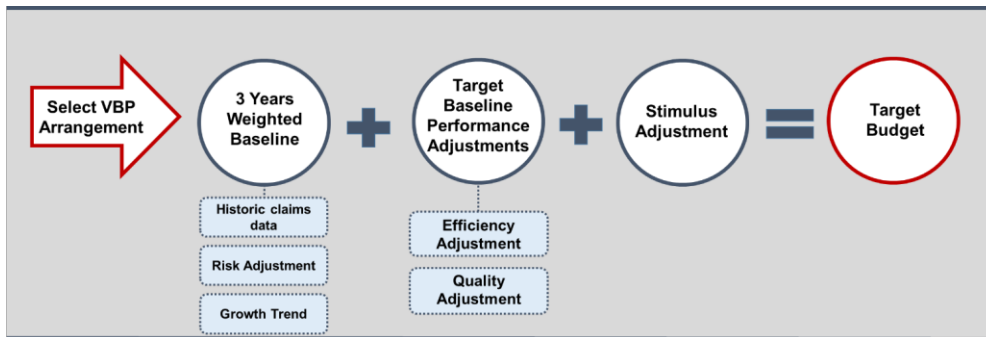 Select VBP
Arrangement
3 Years
Weighted
Baseline
Target
Baseline
Performance
Adjustments
Stimulus
Adjustment
Target
Budget
Historic claims
data
Risk Adjustment
Growth Trend
Efficiency
Adjustment
Quality
Adjustment